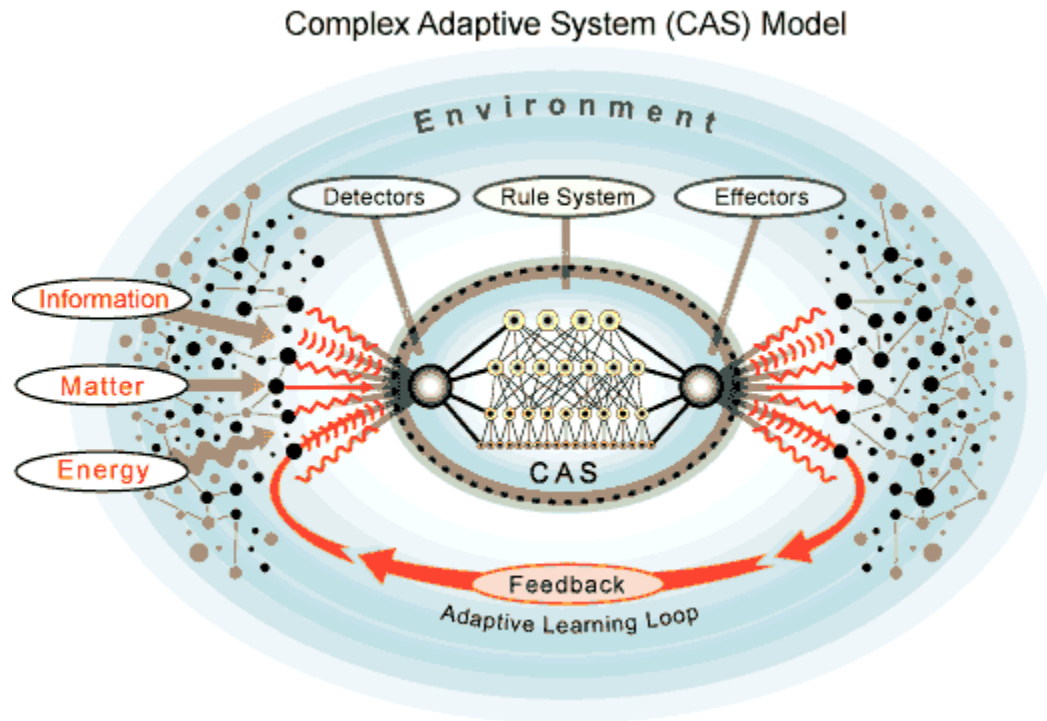 Complex Adaptive System (CAS) Model
Environment
Detectors
Rule System
Effectors
Information
Matter
Energy
CAS
Feedback
Adaptive Learning Loop